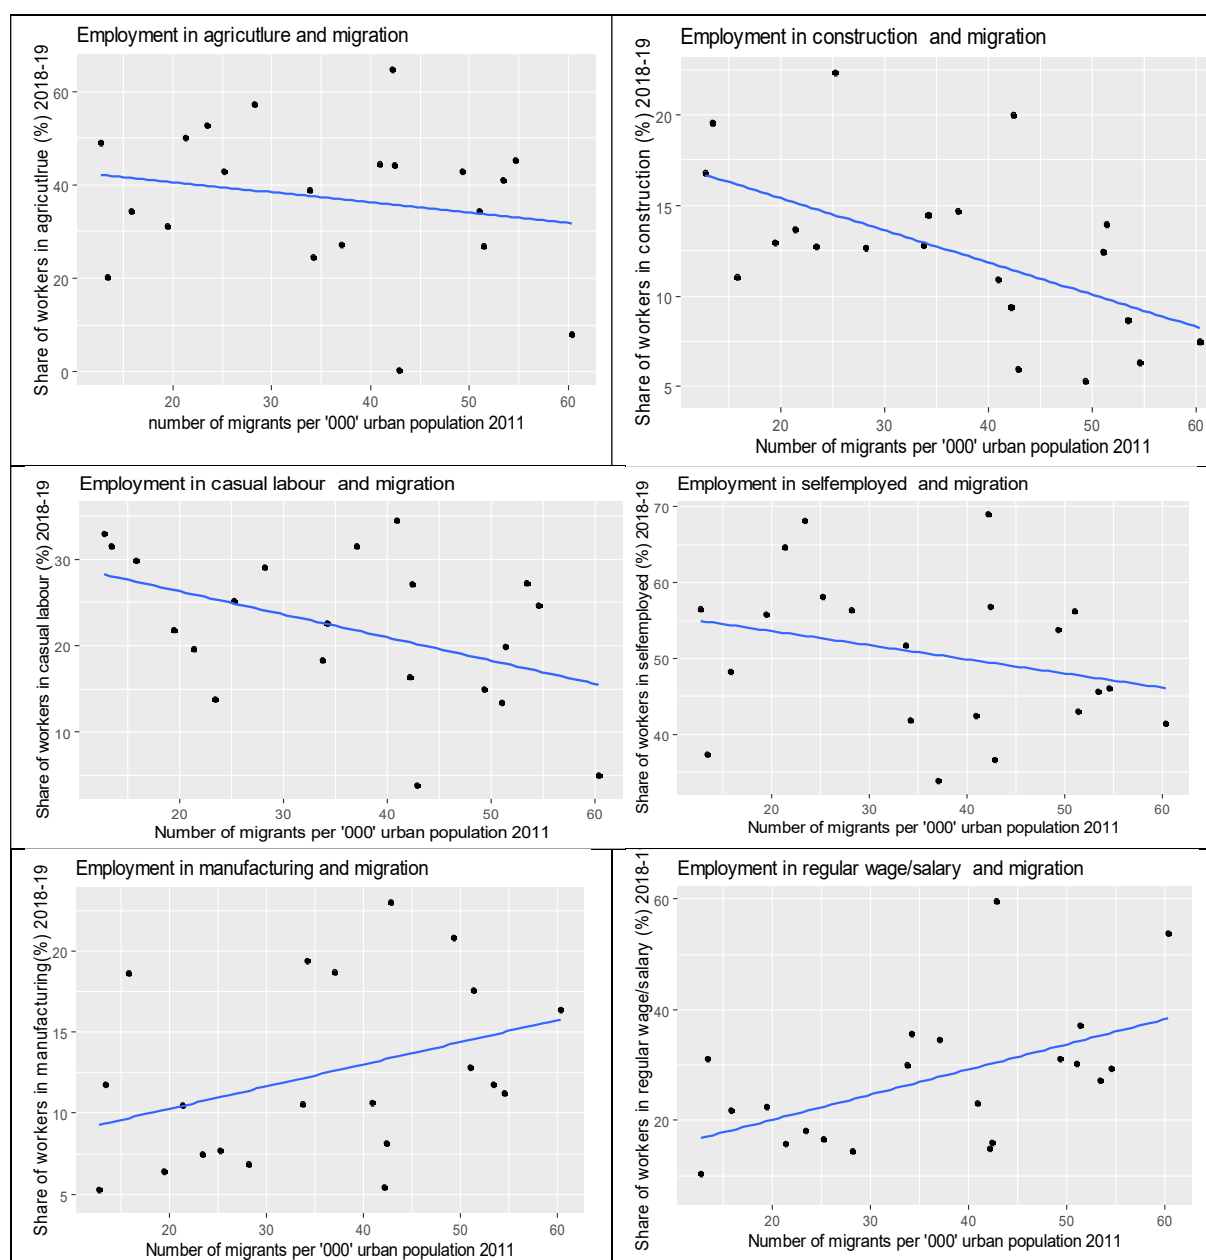 Employment in agricutlure and migration
Share of workers in agricutlrue (%) 2018-19
60
40
20
0
20 40 60
number of migrants per '000' urban population 2011
Employment in construction and migration
Share of workers in construction (%) 2018-19
20
15
10
5
20 30 40 50 60
Number of migrants per '000' urban population 2011
Employment in casual labour and migration
Share of workers in casual labour (%) 2018-19
30
20
10
20 30 40 50 60
Number of migrants per '000' urban population 2011
Employment in selfemployed and migration
Share of workers in selfemployed (%) 2018-19
70
60
50
40
20 30 40 50 60
Number of migrants per '000' urban population 2011
Employment in manufacturing and migration
Share of workers in manufacturing(%) 2018-19
20
15
10
5
20 30 40 50 60
Number of migrants per '000' urban population 2011
Employment in regular wage/salary and migration
Share of workers in regular wage/salary (%) 2018-1
60
40
20
20 30 40 50 60
Number of migrants per '000' urban population 2011